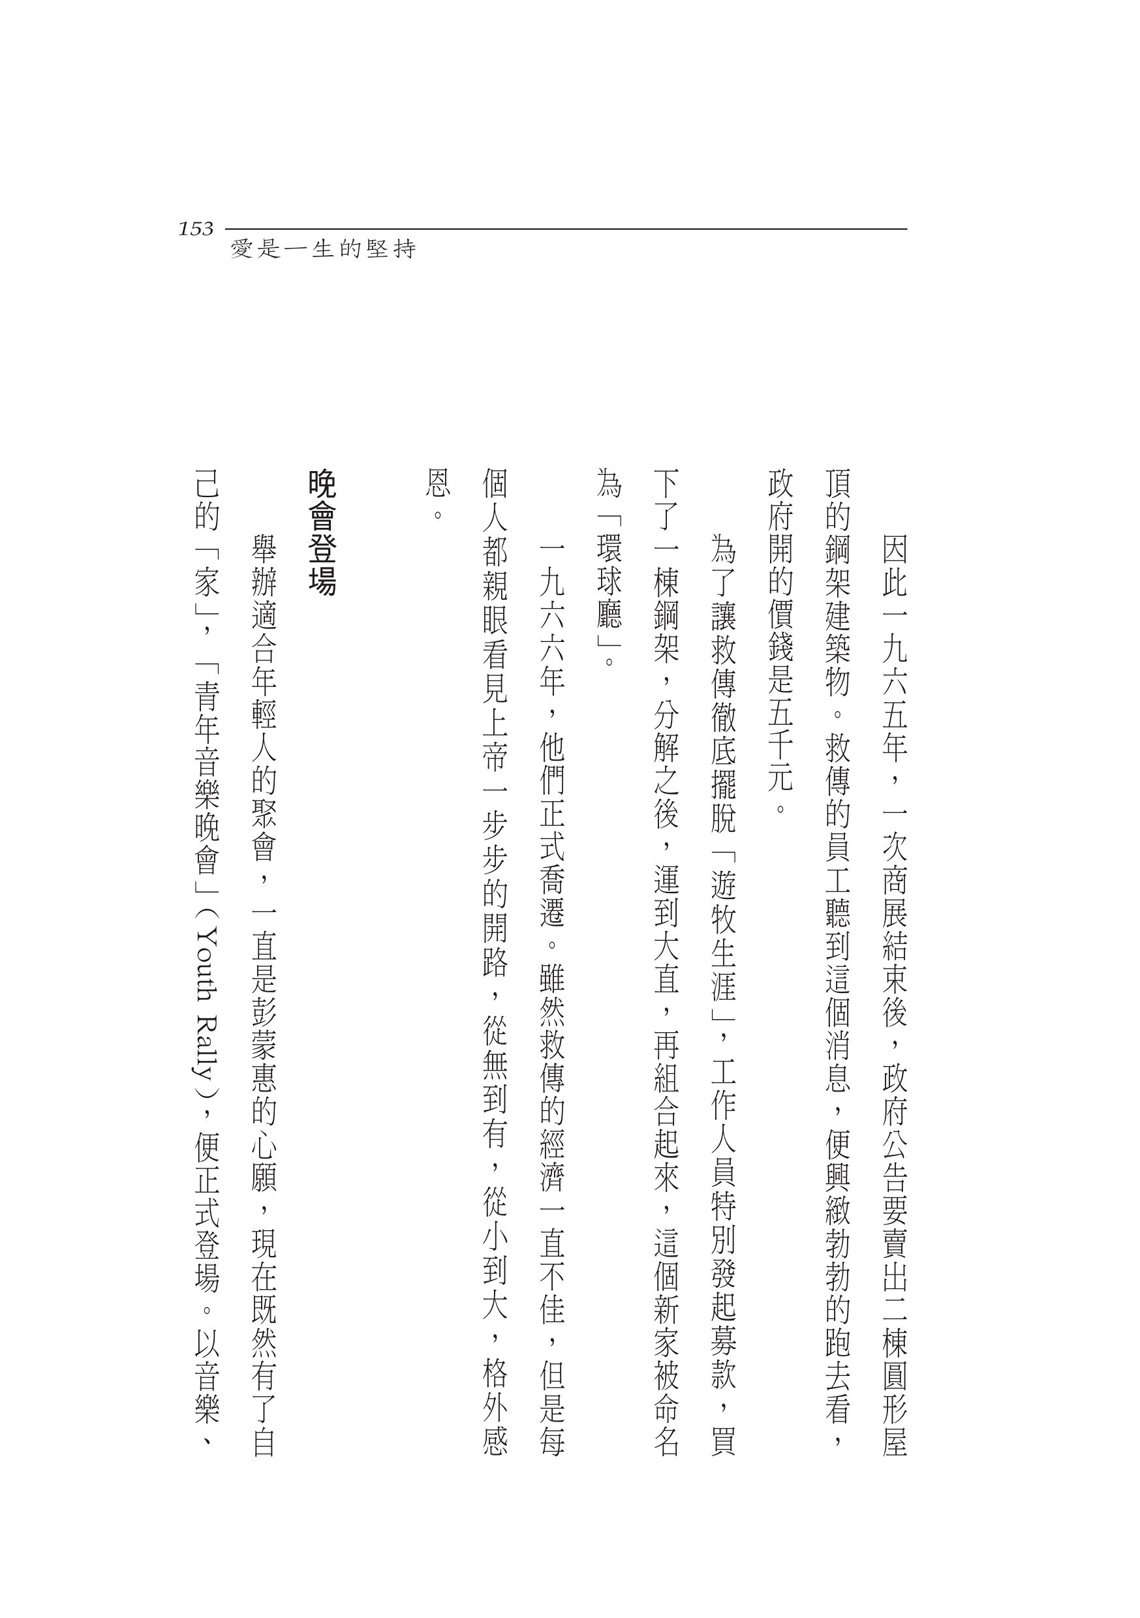 153
愛是一生的堅持
因此一九六五年，一次商展結束後，政府公告要賣出二棟圓形屋
頂的鋼架建築物。救傳的員工聽到這個消息，便興緻勃勃的跑去看，
政府開的價錢是五千元。
為了讓救傳徹底擺脫「遊牧生涯」，工作人員特別發起募款，買
下了一棟鋼架，分解之後，運到大直，再組合起來，這個新家被命名
為「環球廳」。
一九六六年，他們正式喬遷。雖然救傳的經濟一直不佳，但是每
個人都親眼看見上帝一步步的開路，從無到有，從小到大，格外感
恩。
晚會登場
舉辦適合年輕人的聚會，一直是彭蒙惠的心願，現在既然有了自
己的「家」，「青年音樂晚會」（Youth Rally），便正式登場。以音樂、